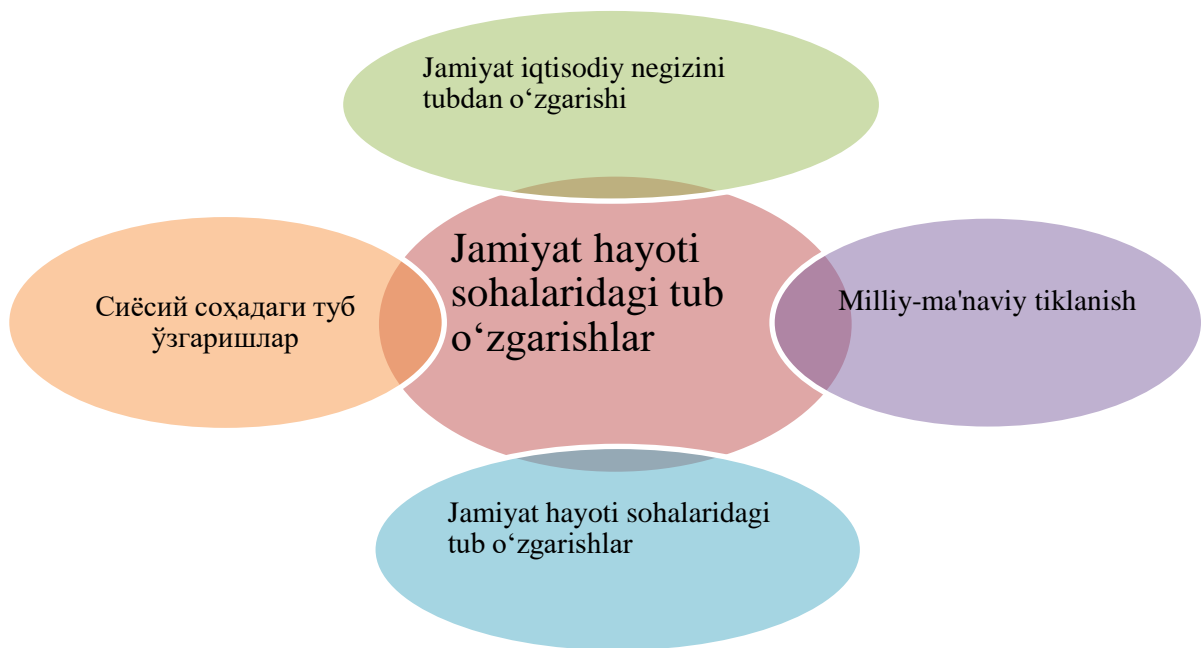 Jamiyat iqtisodiy negizini
tubdan o‘zgarishi
Jamiyat hayoti
sohalaridagi tub
o‘zgarishlar
Сиёсий соҳадаги туб
ўзгаришлар
Milliy-ma'naviy tiklanish
Jamiyat hayoti sohalaridagi
tub o‘zgarishlar